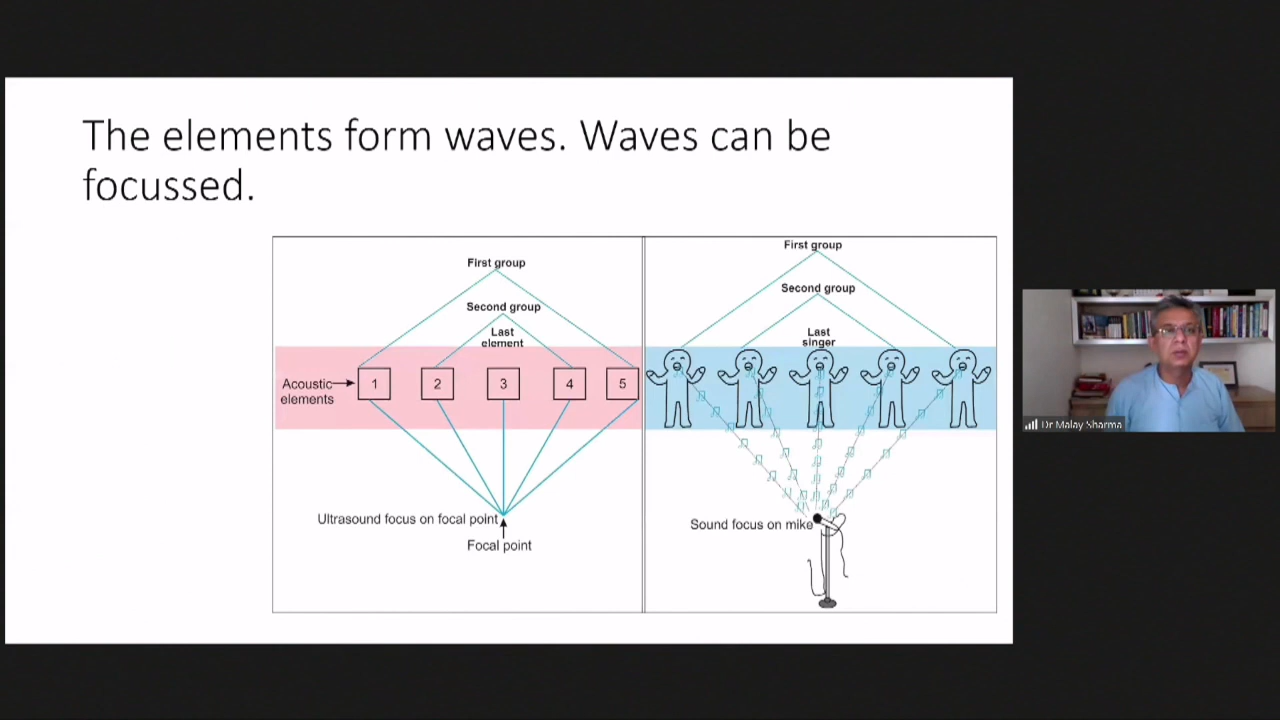 The elements form waves. Waves can be
focussed.
First group
Second group
Last
element
Acoustic
elements
1
2
3
4
5
Ultrasound focus on focal point
Focal point
First group
Second group
Last
singer
Sound focus on mike
Dr Malay Sharma